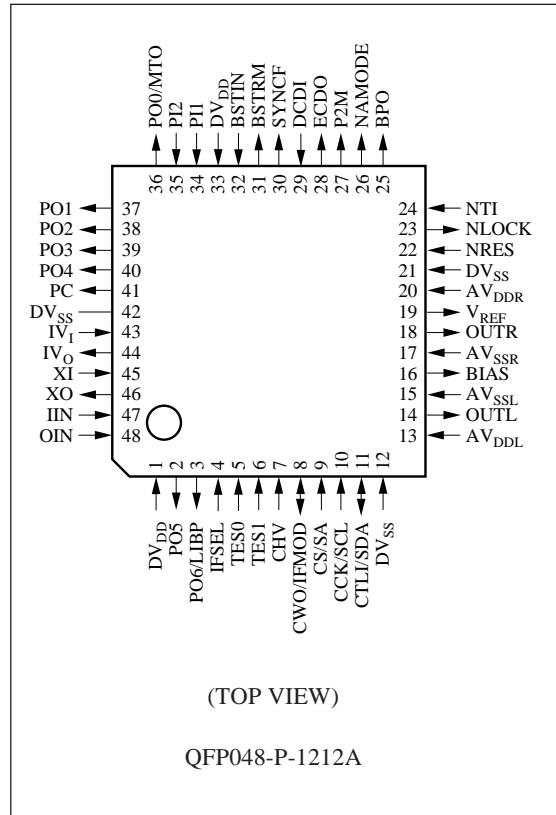 PO0/MTO
PI2
PI1
DVDD
BSTIN
BSTRM
SYNCF
DCDI
ECDO
P2M
NAMODE
BPO
36 35 34 33 32 31 30 29 28 27 26 25
PO1 37
PO2 38
PO3 39
PO4 40
PC 41
DVSS 42
IVI 43
IVO 44
XI 45
XO 46
IIN 47
OIN 48
24 NTI
23 NLOCK
22 NRES
21 DVSS
20 AVDDR
19 VREF
18 OUTR
17 AVSSR
16 BIAS
15 AVSSL
14 OUTL
13 AVDDL
1 2 3 4 5 6 7 8 9 10 11 12
DVDD
PO5
PO6/LIBP
IFSEL
TES0
TES1
CHV
CWO/IFMOD
CS/SA
CCK/SCL
CTLI/SDA
DVSS
(TOP VIEW)
QFP048-P-1212A